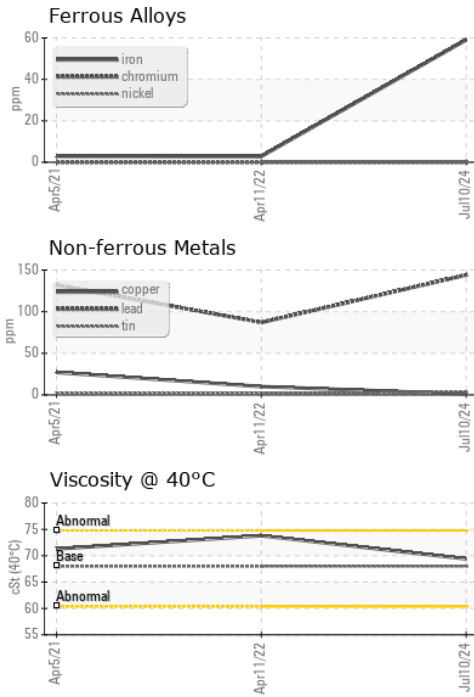 Ferrous Alloys
60
40
20
0
ppm
iron
chromium
nickel
Apr5/21
Apr11/22
Jul10/24
Non-ferrous Metals
150
100
50
0
ppm
copper
lead
tin
Apr5/21
Apr11/22
Jul10/24
Viscosity @ 40°C
80
75
70
65
60
55
cSt (40°C)
Abnormal
Base
Abnormal
Apr5/21
Apr11/22
Jul10/24